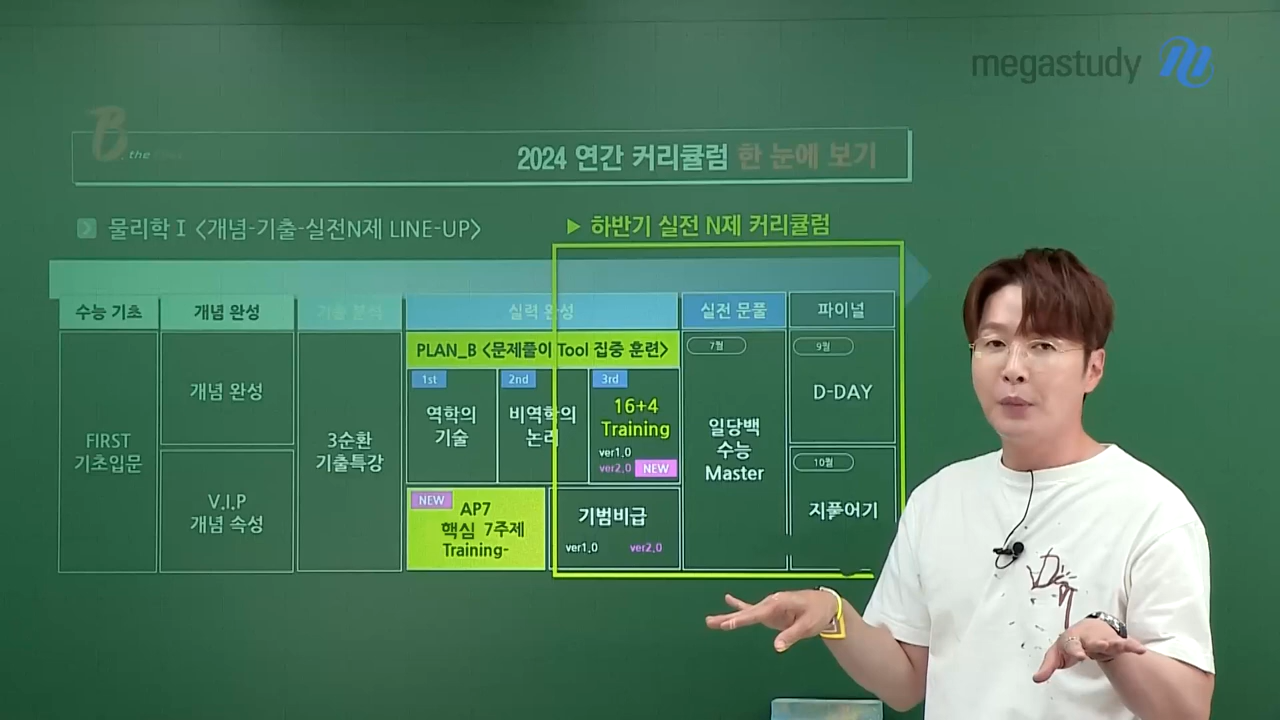 megastudy
B. the
2024 연간 커리큘럼 한 눈에 보기
물리학 I <개념-기출-실전N제 LINE-UP>
▶ 하반기 실전 N제 커리큘럼
수능 기초
개념 완성
기출 분석
실력 완성
실전 문풀
파이널
FIRST
기초입문
개념 완성
V.I.P
개념 속성
3순환
기출특강
PLAN_B <문제풀이 Tool 집중 훈련>
1st
역학의
기술
2nd
비역학의
논리
3rd
16+4
Training
ver1.0
ver2.0 NEW
NEW
AP7
핵심 7주제
Training-
기범비급
ver1.0 ver2.0
7월
일당백
수능
Master
9월
D-DAY
10월
지풀어기